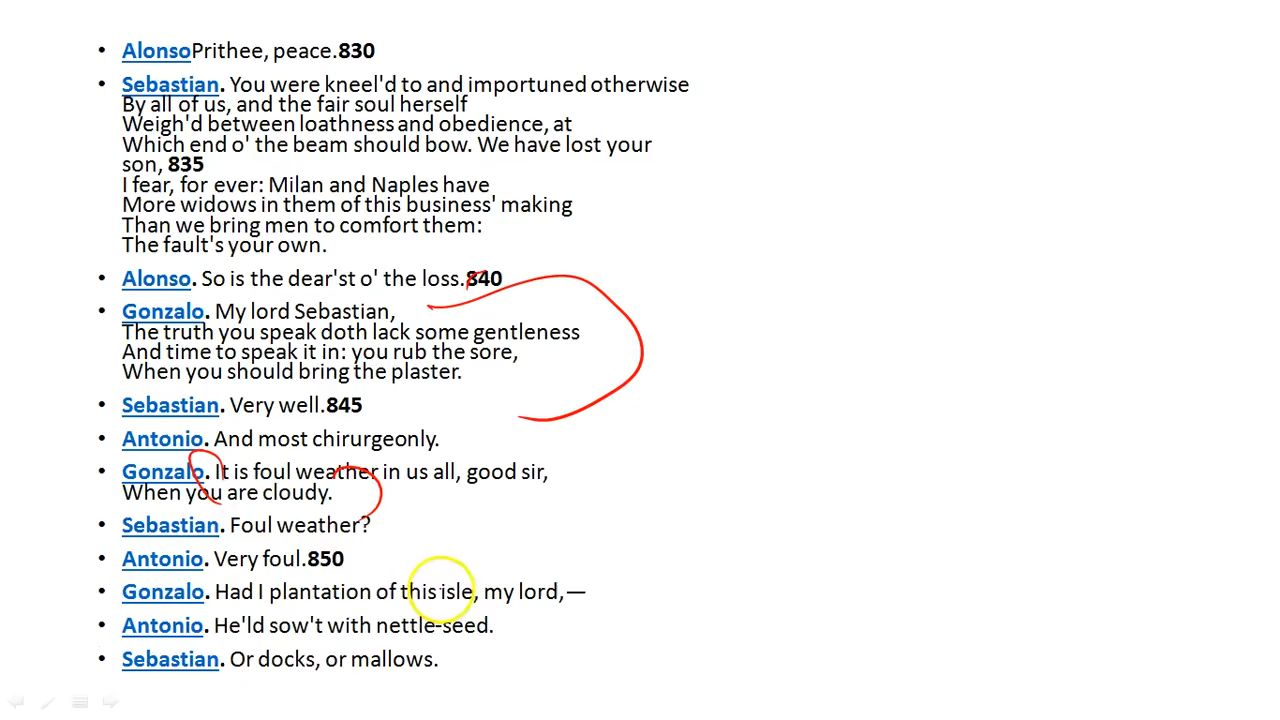 • AlonsoPrithee, peace.830
• Sebastian. You were kneel'd to and importuned otherwise
By all of us, and the fair soul herself
Weigh'd between loathness and obedience, at
Which end o' the beam should bow. We have lost your
son, 835
I fear, for ever: Milan and Naples have
More widows in them of this business' making
Than we bring men to comfort them:
The fault's your own.
• Alonso. So is the dear'st o' the loss.840
• Gonzalo. My lord Sebastian,
The truth you speak doth lack some gentleness
And time to speak it in: you rub the sore,
When you should bring the plaster.
• Sebastian. Very well.845
• Antonio. And most chirurgeonly.
• Gonzalo. It is foul weather in us all, good sir,
When you are cloudy.
• Sebastian. Foul weather?
• Antonio. Very foul.850
• Gonzalo. Had I plantation of this isle, my lord,—
• Antonio. He'ld sow't with nettle-seed.
• Sebastian. Or docks, or mallows.